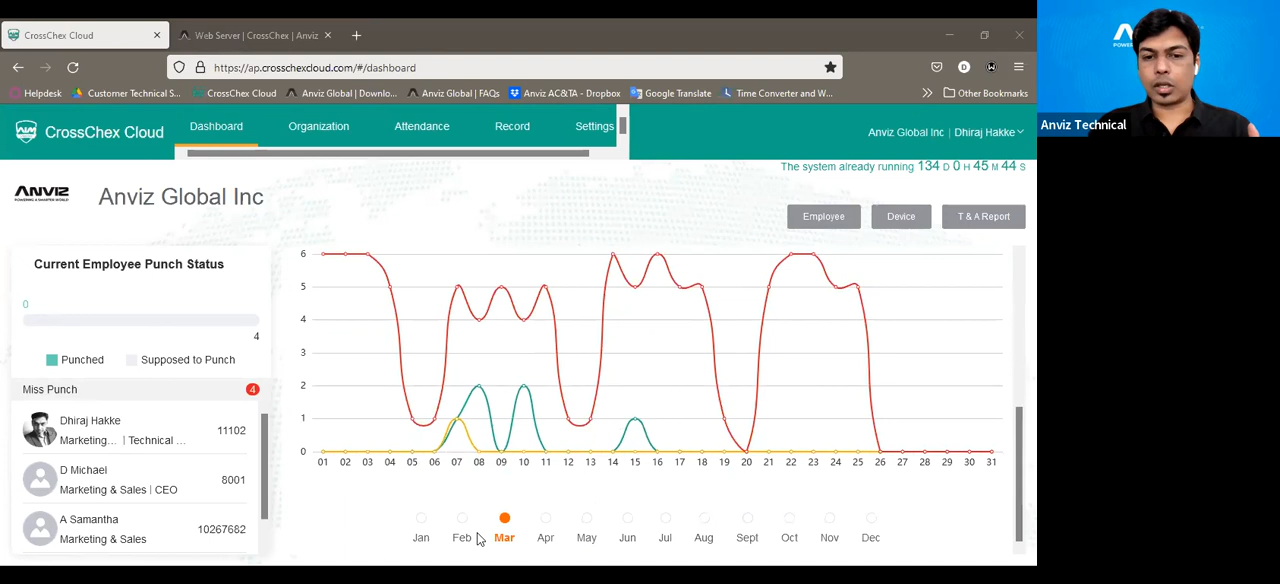 CrossChex Cloud
Web Server | CrossChex | Anviz
https://ap.crosschexcloud.com/#/dashboard
Helpdesk
Customer Technical S...
CrossChex Cloud
Anviz Global | Downlo...
Anviz Global | FAQs
Anviz AC&TA - Dropbox
Google Translate
Time Converter and W...
Other Bookmarks
Anviz Technical
CrossChex Cloud
Dashboard
Organization
Attendance
Record
Settings
Anviz Global Inc | Dhiraj Hakke
The system already running 134 D 0 H 45 M 44 S
ANVIZ
POWERING A SMARTER WORLD
Anviz Global Inc
Employee
Device
T & A Report
Current Employee Punch Status
0
4
Punched
Supposed to Punch
Miss Punch
4
Dhiraj Hakke
Marketing... | Technical ...
11102
D Michael
Marketing & Sales | CEO
8001
A Samantha
Marketing & Sales
10267682
6
5
4
3
2
1
0
01 02 03 04 05 06 07 08 09 10 11 12 13 14 15 16 17 18 19 20 21 22 23 24 25 26 27 28 29 30 31
Jan Feb Mar Apr May Jun Jul Aug Sept Oct Nov Dec